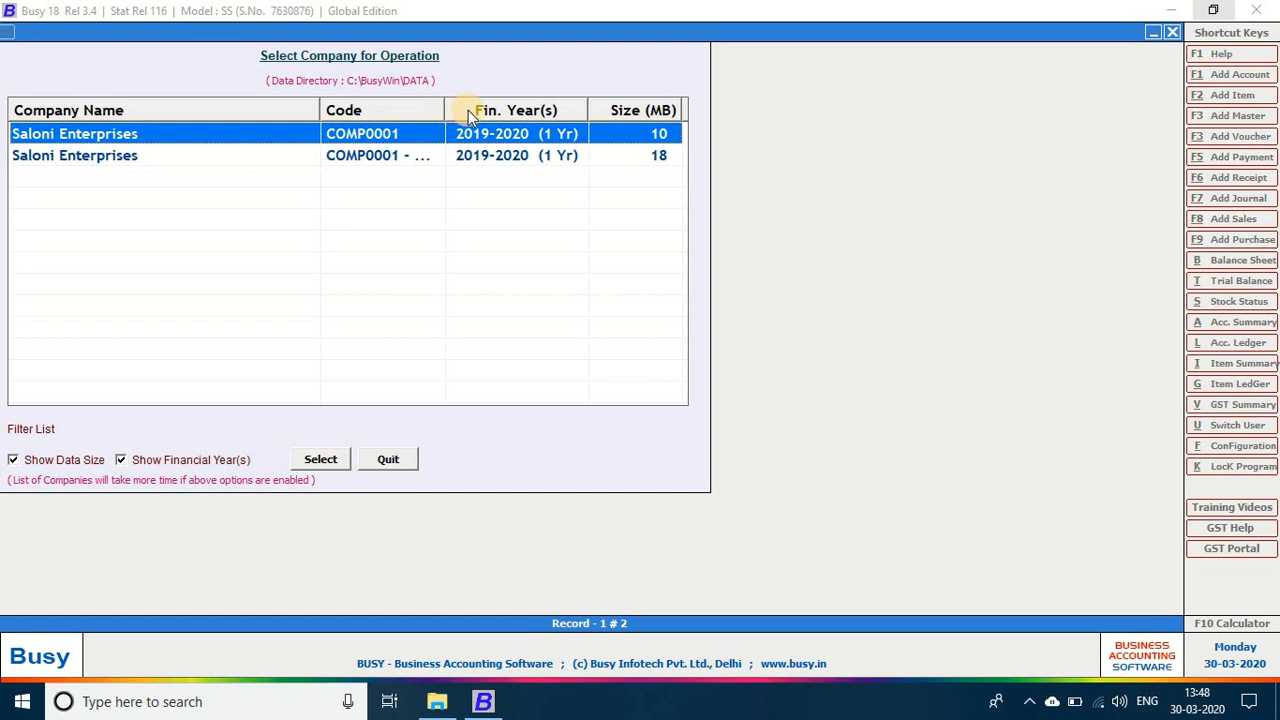 Busy 18 Rel 3.4 | Stat Rel 116 | Model : SS (S.No. 7630876) | Global Edition
Select Company for Operation
( Data Directory : C:\BusyWin\DATA )
Company Name Code Fin. Year(s) Size (MB)
Saloni Enterprises COMP0001 2019-2020 (1 Yr) 10
Saloni Enterprises COMP0001 - ... 2019-2020 (1 Yr) 18
Filter List
Show Data Size Show Financial Year(s) Select Quit
( List of Companies will take more time if above options are enabled )
Shortcut Keys
F1 Help
F1 Add Account
F2 Add Item
F3 Add Master
F3 Add Voucher
F5 Add Payment
F6 Add Receipt
F7 Add Journal
F8 Add Sales
F9 Add Purchase
B Balance Sheet
T Trial Balance
S Stock Status
A Acc. Summary
L Acc. Ledger
I Item Summary
G Item LedGer
V GST Summary
U Switch User
F ConFiguration
K LocK Program
Training Videos
GST Help
GST Portal
Record - 1 # 2
F10 Calculator
Busy
BUSY - Business Accounting Software ; (c) Busy Infotech Pvt. Ltd., Delhi ; www.busy.in
BUSINESS
ACCOUNTING
SOFTWARE
Monday
30-03-2020
Type here to search
ENG
13:48
30-03-2020